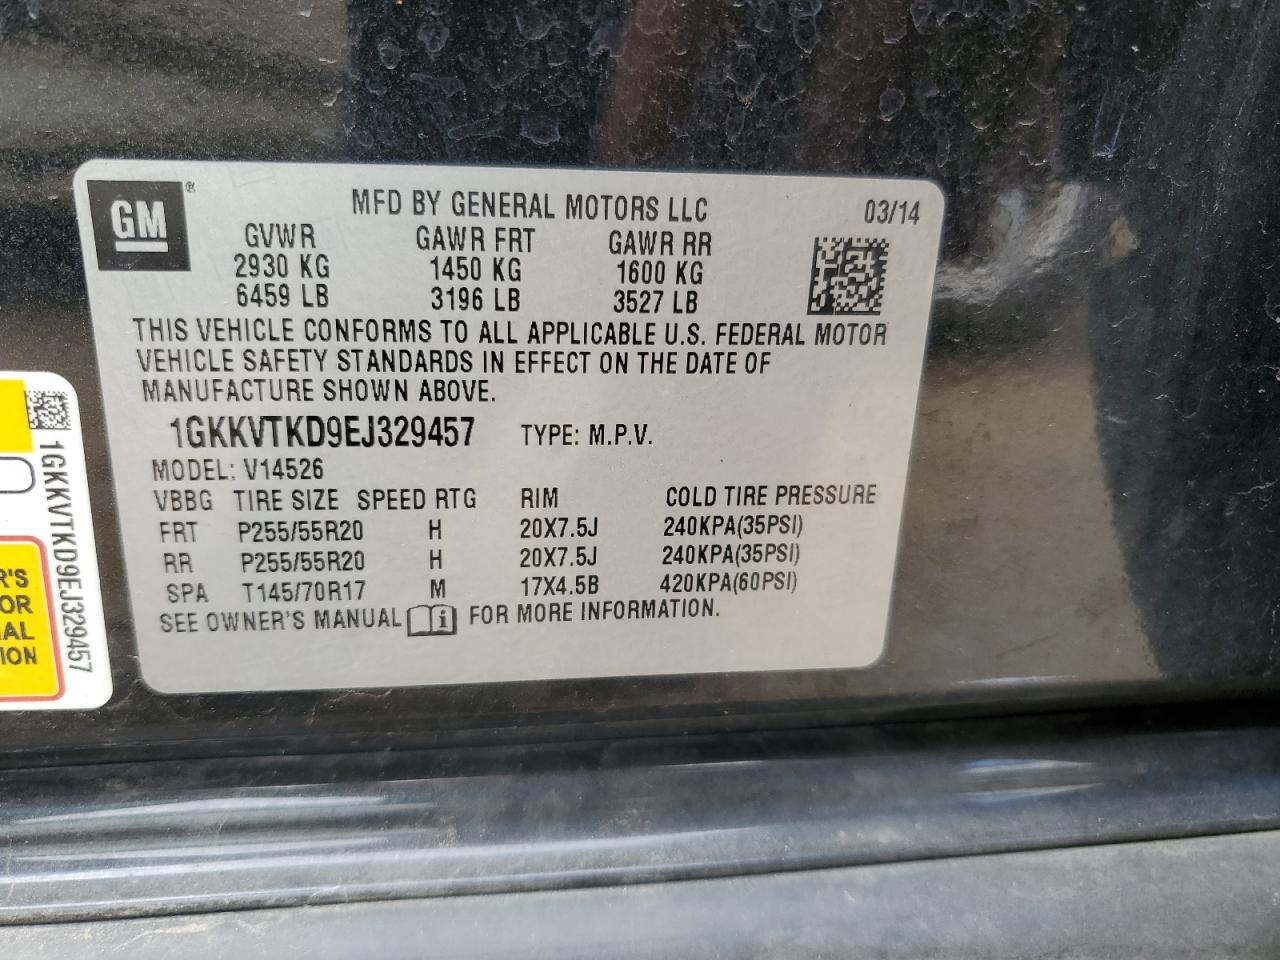 GM ®
MFD BY GENERAL MOTORS LLC 03/14
GVWR GAWR FRT GAWR RR
2930 KG 1450 KG 1600 KG
6459 LB 3196 LB 3527 LB
THIS VEHICLE CONFORMS TO ALL APPLICABLE U.S. FEDERAL MOTOR
VEHICLE SAFETY STANDARDS IN EFFECT ON THE DATE OF
MANUFACTURE SHOWN ABOVE.
1GKKVTKD9EJ329457 TYPE: M.P.V.
MODEL: V14526
VBBG TIRE SIZE SPEED RTG RIM COLD TIRE PRESSURE
FRT P255/55R20 H 20X7.5J 240KPA(35PSI)
RR P255/55R20 H 20X7.5J 240KPA(35PSI)
SPA T145/70R17 M 17X4.5B 420KPA(60PSI)
SEE OWNER'S MANUAL i FOR MORE INFORMATION.
1GKKVTKD9EJ329457
R'S
OR
IAL
ION